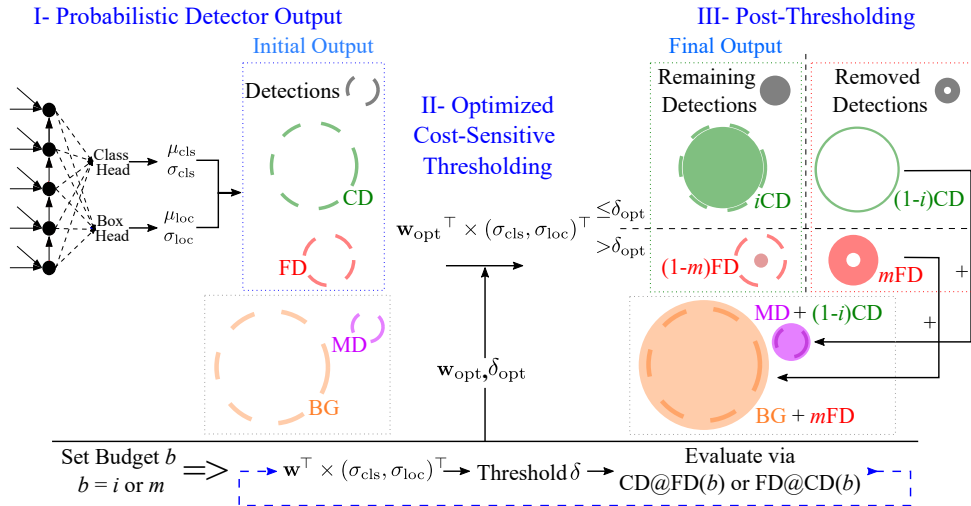 I- Probabilistic Detector Output
Initial Output
Detections
Class
Head
μcls
σcls
Box
Head
μloc
σloc
CD
FD
MD
BG
II- Optimized
Cost-Sensitive
Thresholding
wopt⊤ × (σcls, σloc)⊤
≤δopt
>δopt
wopt,δopt
III- Post-Thresholding
Final Output
Remaining
Detections
Removed
Detections
iCD
(1-i)CD
(1-m)FD
mFD
+
MD + (1-i)CD
+
BG + mFD
Set Budget b
b = i or m
=>
w⊤ × (σcls, σloc)⊤
Threshold δ
Evaluate via
CD@FD(b) or FD@CD(b)